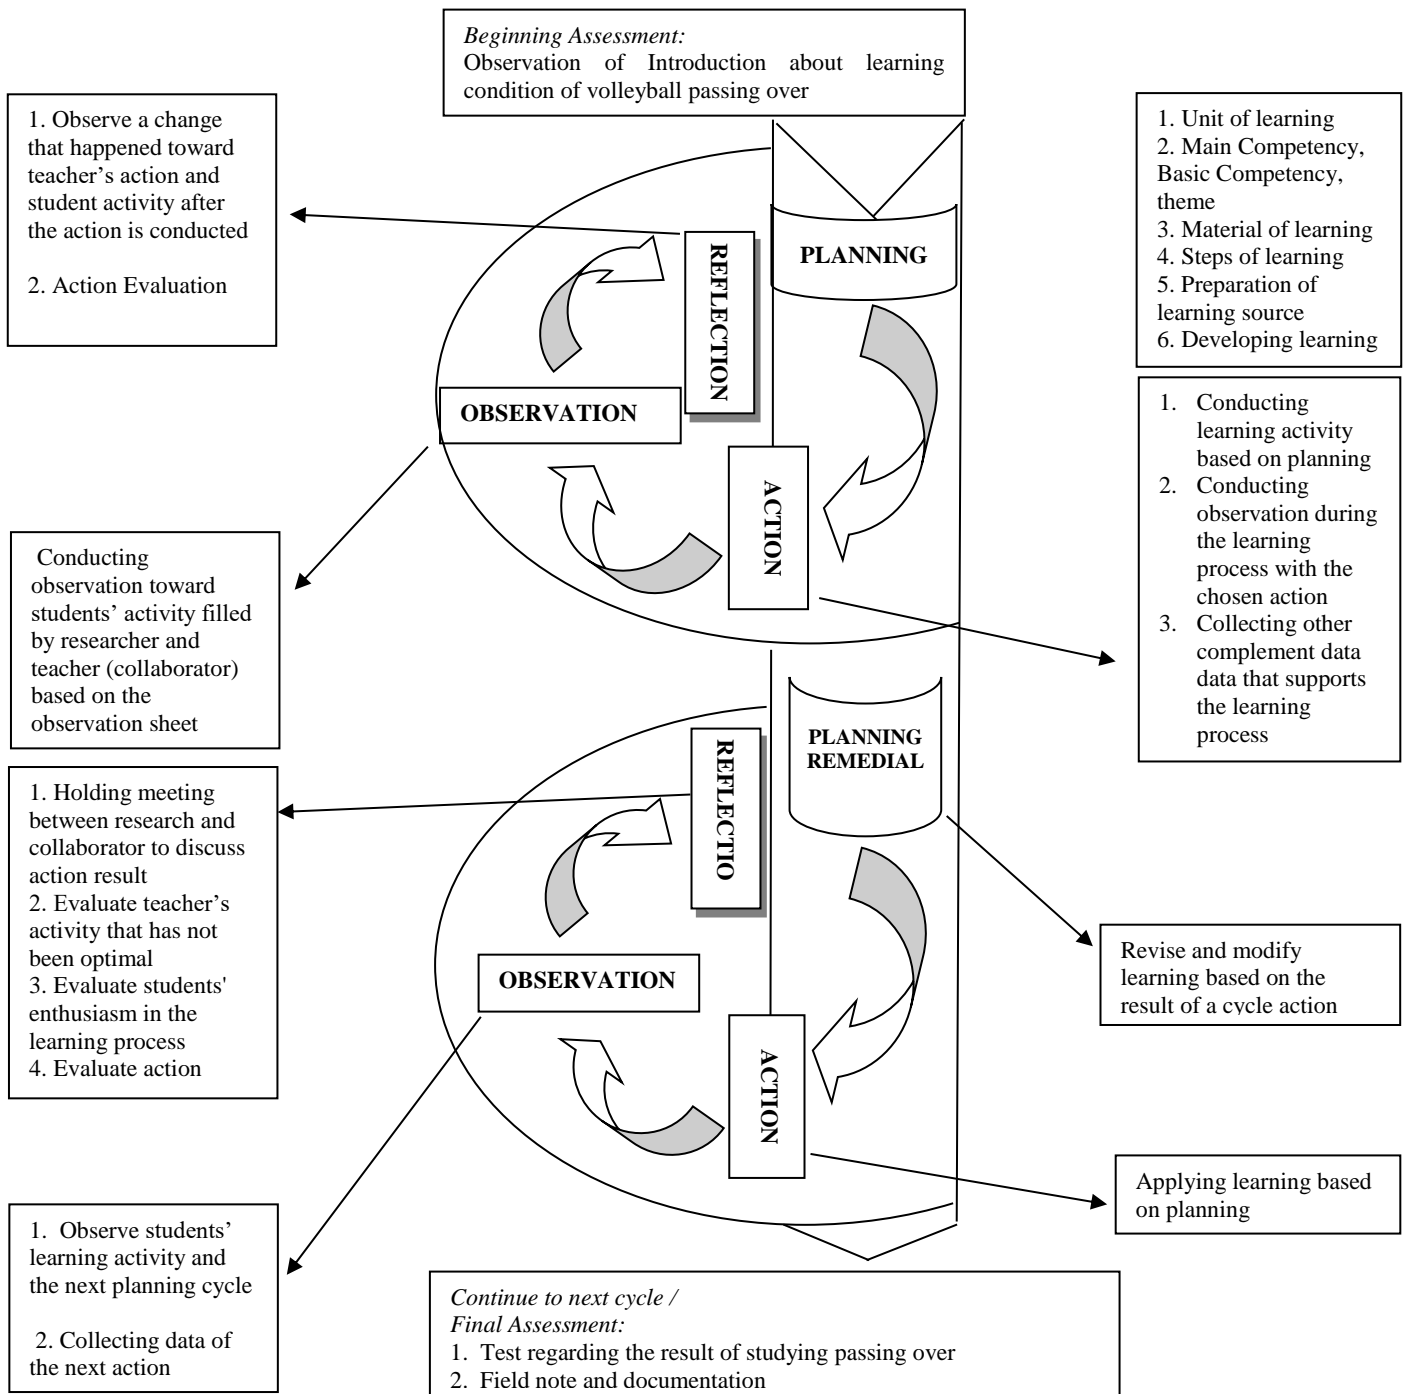 Beginning Assessment:
Observation of Introduction about learning
condition of volleyball passing over
1. Observe a change
that happened toward
teacher’s action and
student activity after
the action is conducted
2. Action Evaluation
1. Unit of learning
2. Main Competency,
Basic Competency,
theme
3. Material of learning
4. Steps of learning
5. Preparation of
learning source
6. Developing learning
PLANNING
REFLECTION
OBSERVATION
ACTION
1. Conducting
learning activity
based on planning
2. Conducting
observation during
the learning
process with the
chosen action
3. Collecting other
complement data
data that supports
the learning
process
Conducting
observation toward
students’ activity filled
by researcher and
teacher (collaborator)
based on the
observation sheet
PLANNING
REMEDIAL
REFLECTIO
OBSERVATION
ACTION
1. Holding meeting
between research and
collaborator to discuss
action result
2. Evaluate teacher’s
activity that has not
been optimal
3. Evaluate students'
enthusiasm in the
learning process
4. Evaluate action
Revise and modify
learning based on the
result of a cycle action
Applying learning based
on planning
1. Observe students’
learning activity and
the next planning cycle
2. Collecting data of
the next action
Continue to next cycle /
Final Assessment:
1. Test regarding the result of studying passing over
2. Field note and documentation